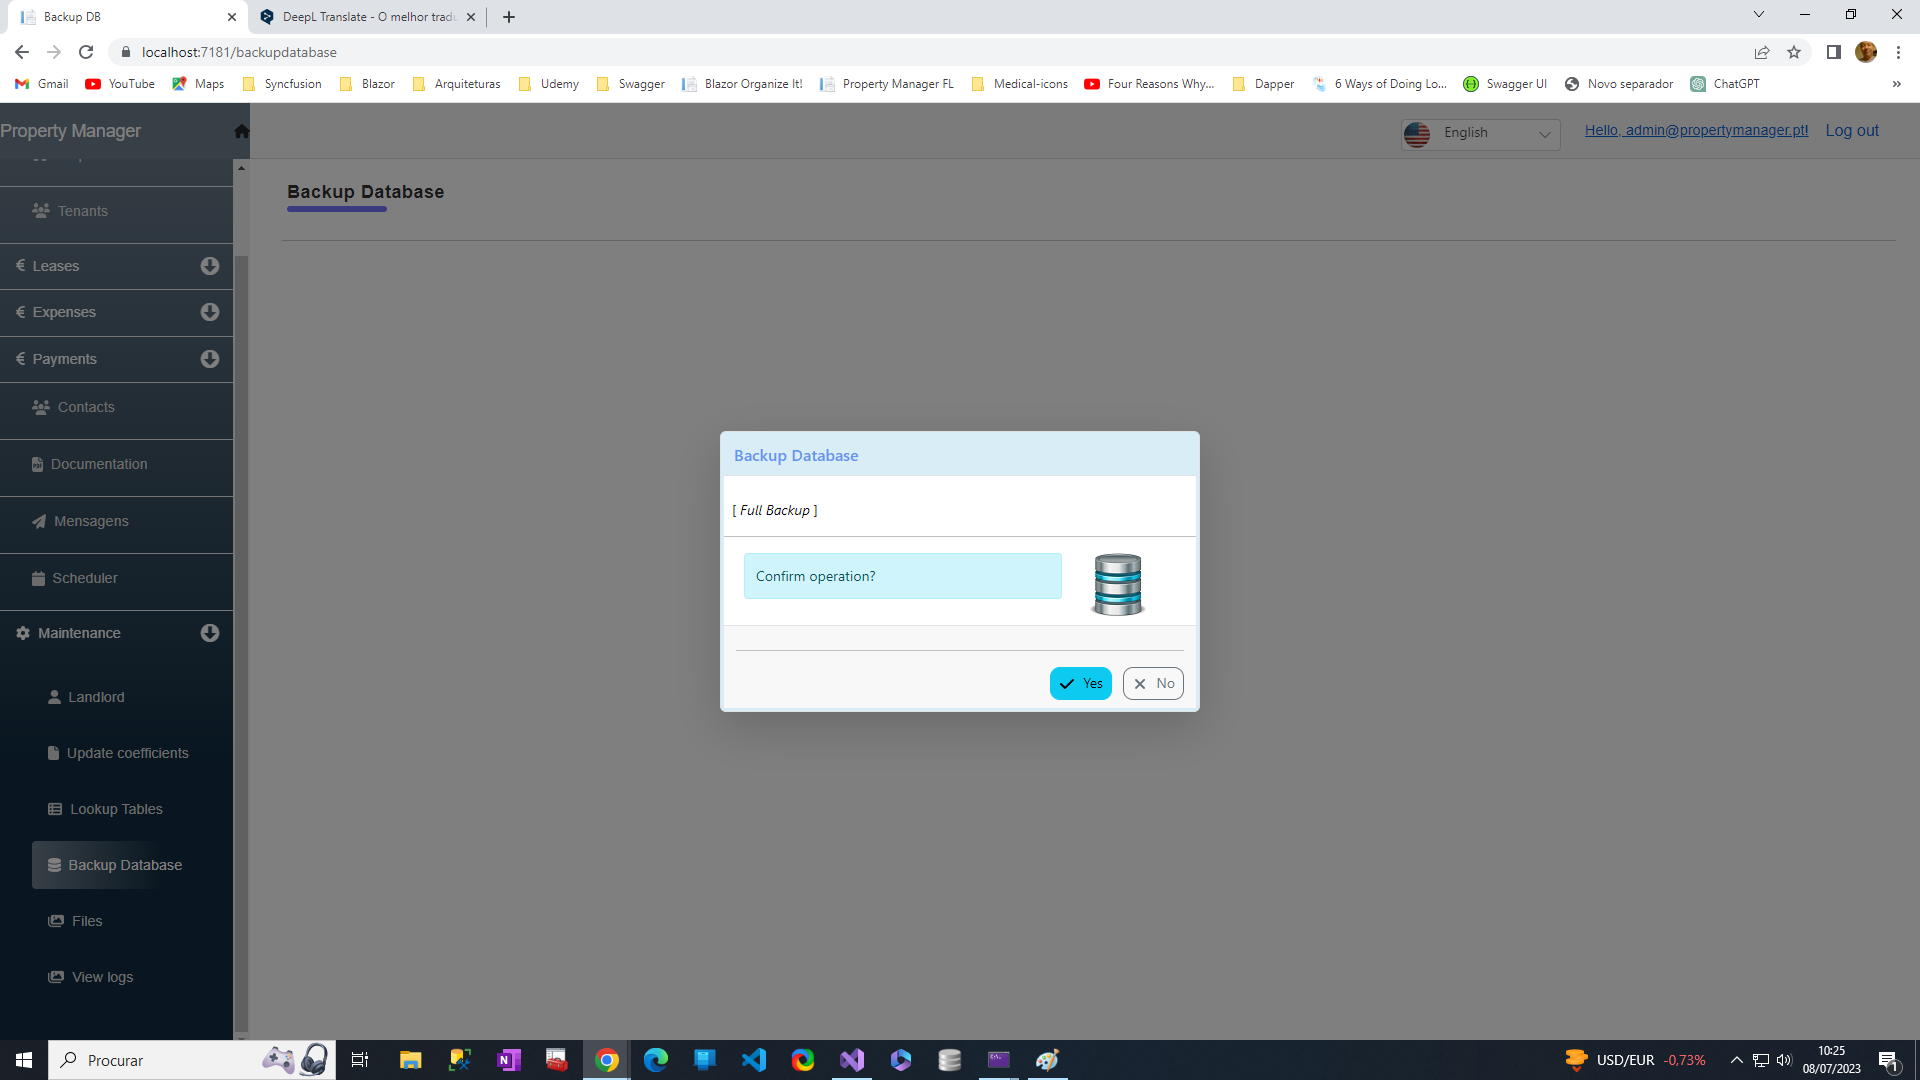 Backup DB
DeepL Translate - O melhor tradu
localhost:7181/backupdatabase
Gmail
YouTube
Maps
Syncfusion
Blazor
Arquiteturas
Udemy
Swagger
Blazor Organize It!
Property Manager FL
Medical-icons
Four Reasons Why...
Dapper
6 Ways of Doing Lo...
Swagger UI
Novo separador
ChatGPT
»
Property Manager
English
Hello, admin@propertymanager.pt!
Log out
Tenants
€ Leases
€ Expenses
€ Payments
Contacts
Documentation
Mensagens
Scheduler
Maintenance
Landlord
Update coefficients
Lookup Tables
Backup Database
Files
View logs
Backup Database
Backup Database
[ Full Backup ]
Confirm operation?
Yes
No
Procurar
USD/EUR -0,73%
10:25
08/07/2023
1